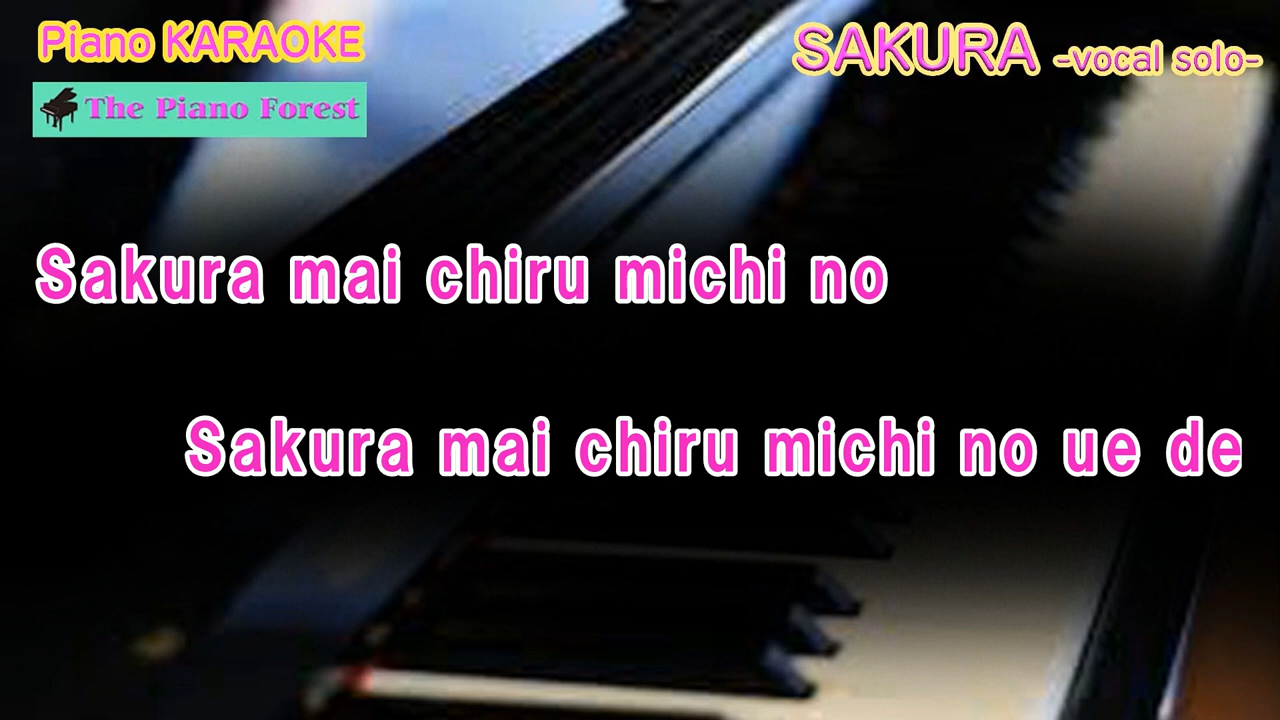 Piano KARAOKE
SAKURA -vocal solo-
The Piano Forest
Sakura mai chiru michi no
Sakura mai chiru michi no ue de